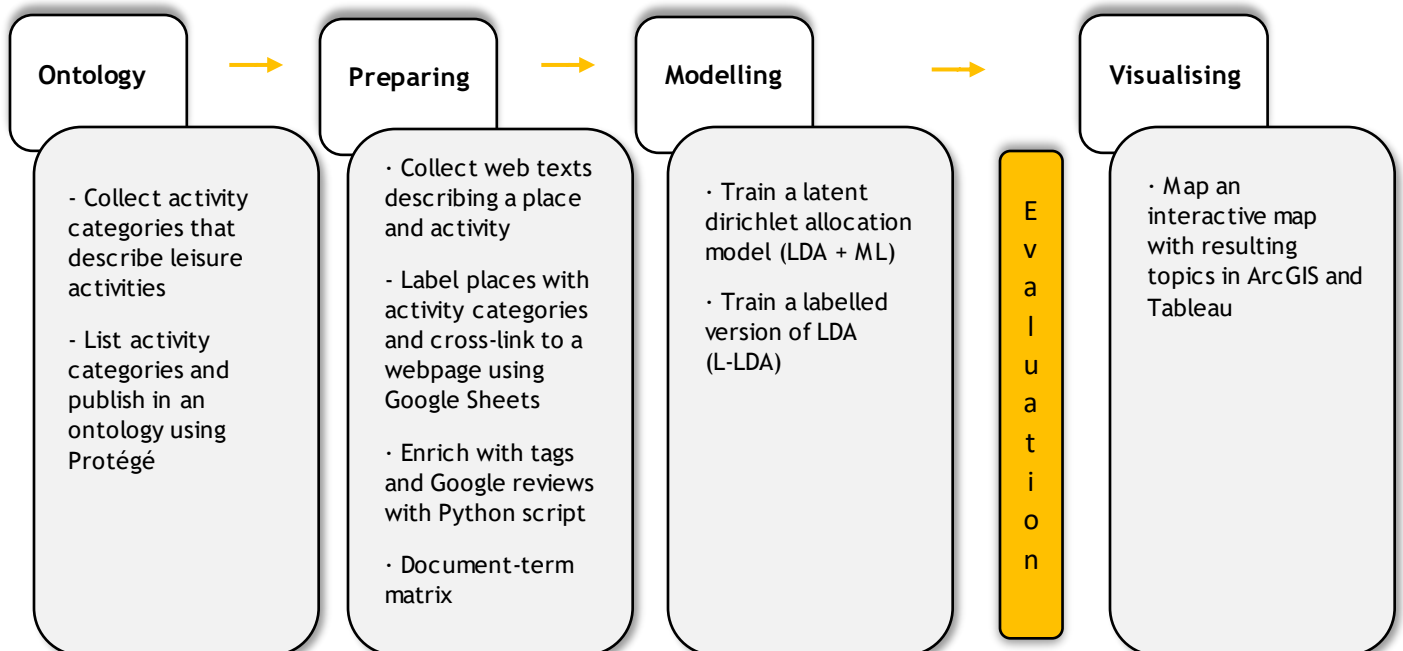 Ontology
- Collect activity
categories that
describe leisure
activities
- List activity
categories and
publish in an
ontology using
Protégé
Preparing
· Collect web texts
describing a place
and activity
- Label places with
activity categories
and cross-link to a
webpage using
Google Sheets
· Enrich with tags
and Google reviews
with Python script
· Document-term
matrix
Modelling
· Train a latent
dirichlet allocation
model (LDA + ML)
· Train a labelled
version of LDA
(L-LDA)
Evaluation
Visualising
· Map an
interactive map
with resulting
topics in ArcGIS and
Tableau